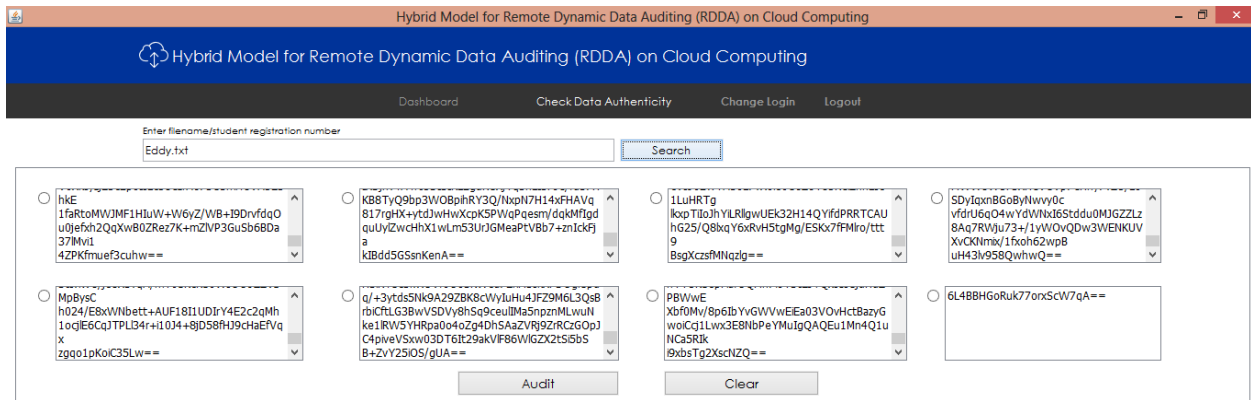 Hybrid Model for Remote Dynamic Data Auditing (RDDA) on Cloud Computing
Hybrid Model for Remote Dynamic Data Auditing (RDDA) on Cloud Computing
Dashboard Check Data Authenticity Change Login Logout
Enter filename/student registration number
Eddy.txt Search
hkE
1faRtoMWJMF1HIuW+W6yZ/WB+I9DrvfdqO
u0jefxh2QqXwB0ZRez7K+mZlVP3GuSb6BDa
37lMvi1
4ZPKfmuef3cuhw==
KB8TyQ9bp3WOBpihRY3Q/NxpN7H14xFHAVq
817rgHX+ytdJwHwXcpK5PWqPqesm/dqkMfIgd
quUylZwcHhX1wLm53UrJGMeaPtVBb7+znIckFj
a
kIBdd5GSsnKenA==
1LuHRTg
lkxpTiIoJhYiLRllgwUEk32H14QYifdPRRTCAU
hG25/Q8lxqY6xRvH5tgMg/ESKx7fFMlro/ttt
9
BsgXczsfMNqzlg==
SDyIqxnBGoByNwvy0c
vfdrU6qO4wYdWNxI6Stddu0MJGZZLz
8Aq7RWju73+/1yWOvQDw3WENKUV
XvCKNmix/1fxoh62wpB
uH43lv958QwhwQ==
MpBysC
h024/E8xWNbett+AUF18I1UDIrY4E2c2qMh
1ocjlE6CqJTPLl34r+i10J4+8jD58fHJ9cHaEfVq
x
zgqo1pKoiC35Lw==
q/+3ytds5Nk9A29ZBK8cWyIuHu4JFZ9M6L3QsB
rbiCftLG3BwVSDVy8hSq9ceulIMa5npznMLwuN
ke1lRW5YHRpa0o4oZg4DhSAaZVRj9ZrRCzGOpJ
C4piveVSxw03DT6It29akVlF86WlGZX2tSi5bS
B+ZvY25iOS/gUA==
PBWwE
Xbf0Mv/8p6IbYvGWVwEiEa03VOvHctBazyG
woiCcj1Lwx3E8NbPeYMuIgQAQEu1Mn4Q1u
NCa5RIk
i9xbsTg2XscNZQ==
6L4BBHGoRuk77orxScW7qA==
Audit Clear